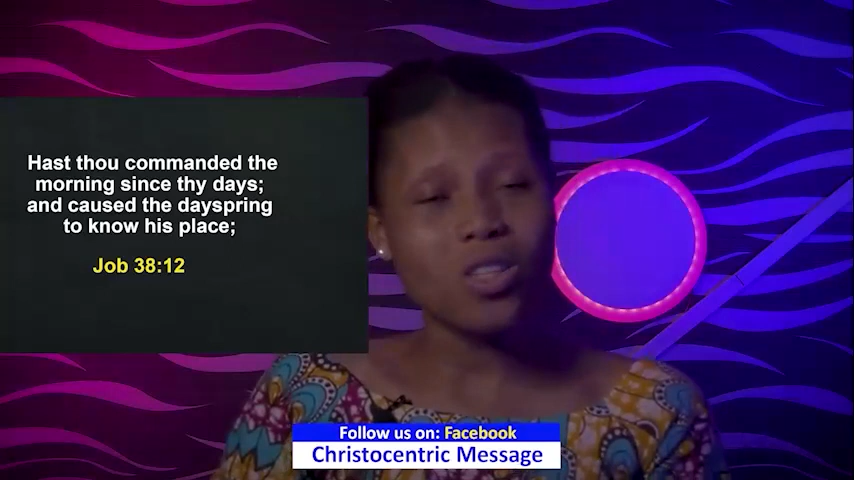 Hast thou commanded the
morning since thy days;
and caused the dayspring
to know his place;
Job 38:12
Follow us on: Facebook
Christocentric Message